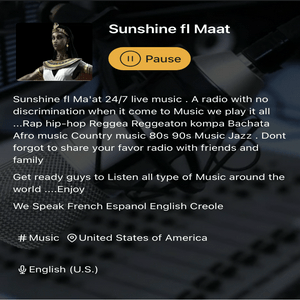 Sunshine fl Maat
Pause
Sunshine fl Ma'at 24/7 live music . A radio with no
discrimination when it come to Music we play it all
...Rap hip-hop Reggea Reggeaton kompa Bachata
Afro music Country music 80s 90s Music Jazz . Dont
forgot to share your favor radio with friends and
family
Get ready guys to Listen all type of Music around the
world ....Enjoy
We Speak French Espanol English Creole
#Music United States of America
English (U.S.)